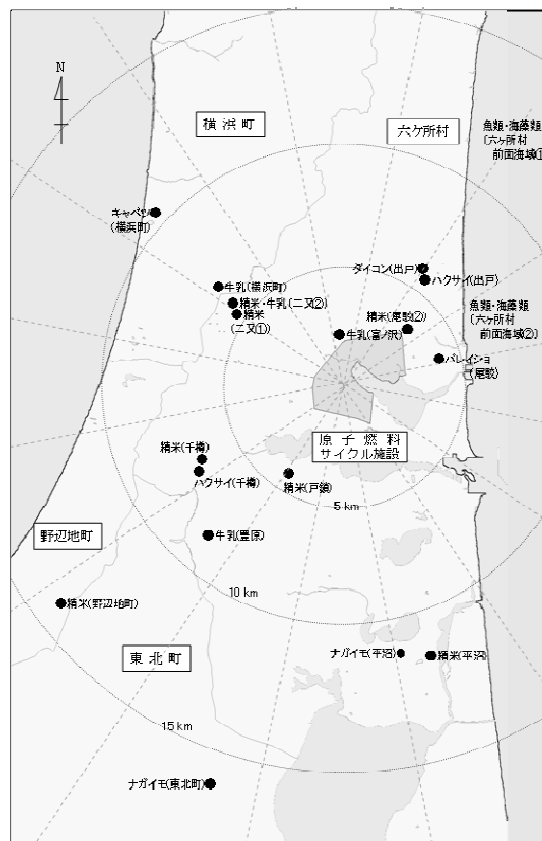 N
横浜町
六ケ所村
魚類・海藻類
〔六ヶ所村
前面海域①
キャベツ
(横浜町)
ダイコン(出戸)
ハクサイ(出戸)
牛乳(横浜町)
精米・牛乳(二又②)
精米
(二又①)
精米(尾駮②)
牛乳(富ノ沢)
魚類・海藻類
〔六ヶ所村
前面海域②〕
バレイショ
(尾駮)
原子燃料
サイクル施設
精米(千樽)
ハクサイ(千樽)
精米(戸鎖)
5 km
野辺地町
牛乳(豊原)
10 km
精米(野辺地町)
東北町
ナガイモ(平沼)
精米(平沼)
15 km
ナガイモ(東北町)